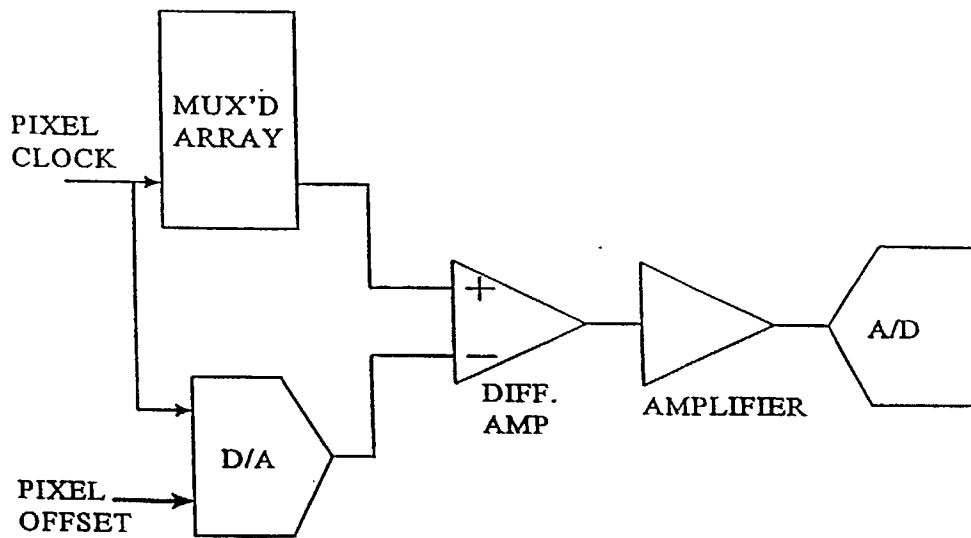 MUX'D
ARRAY
PIXEL
CLOCK
+
−
DIFF.
AMP
AMPLIFIER
A/D
D/A
PIXEL
OFFSET